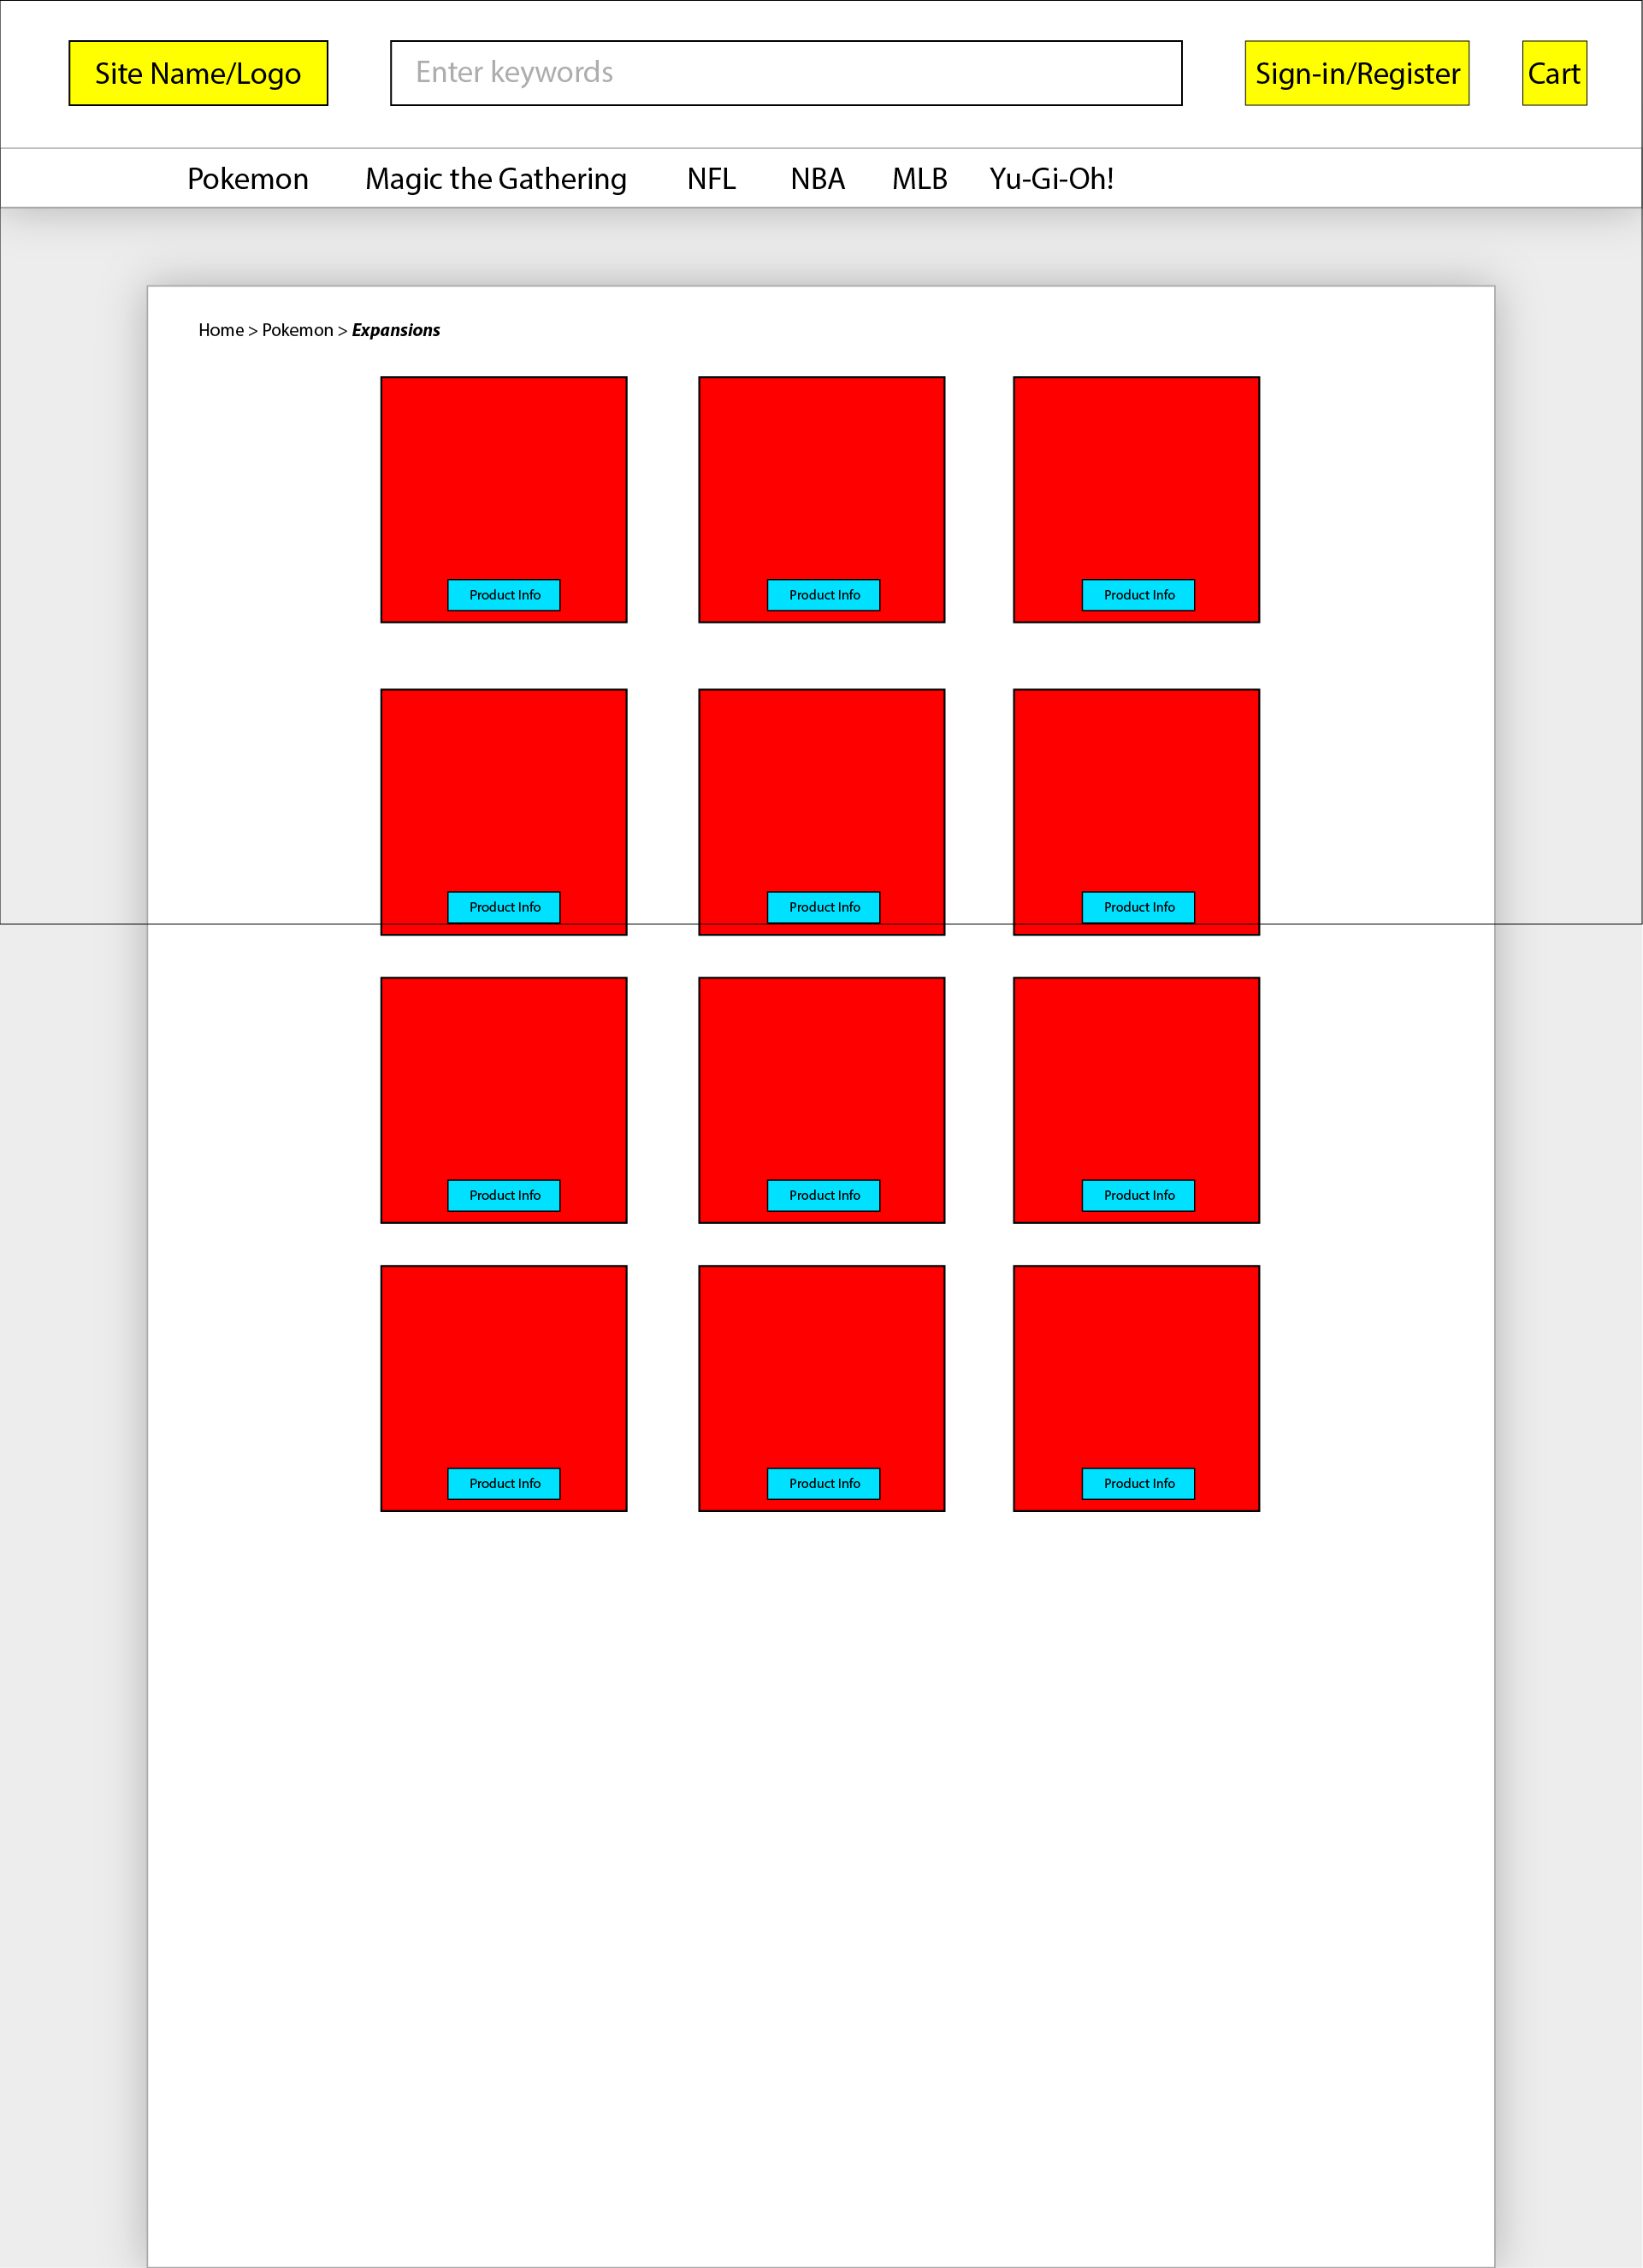 Site Name/Logo
Enter keywords
Sign-in/Register
Cart
Pokemon
Magic the Gathering
NFL
NBA
MLB
Yu-Gi-Oh!
Home > Pokemon > Expansions
Product Info
Product Info
Product Info
Product Info
Product Info
Product Info
Product Info
Product Info
Product Info
Product Info
Product Info
Product Info